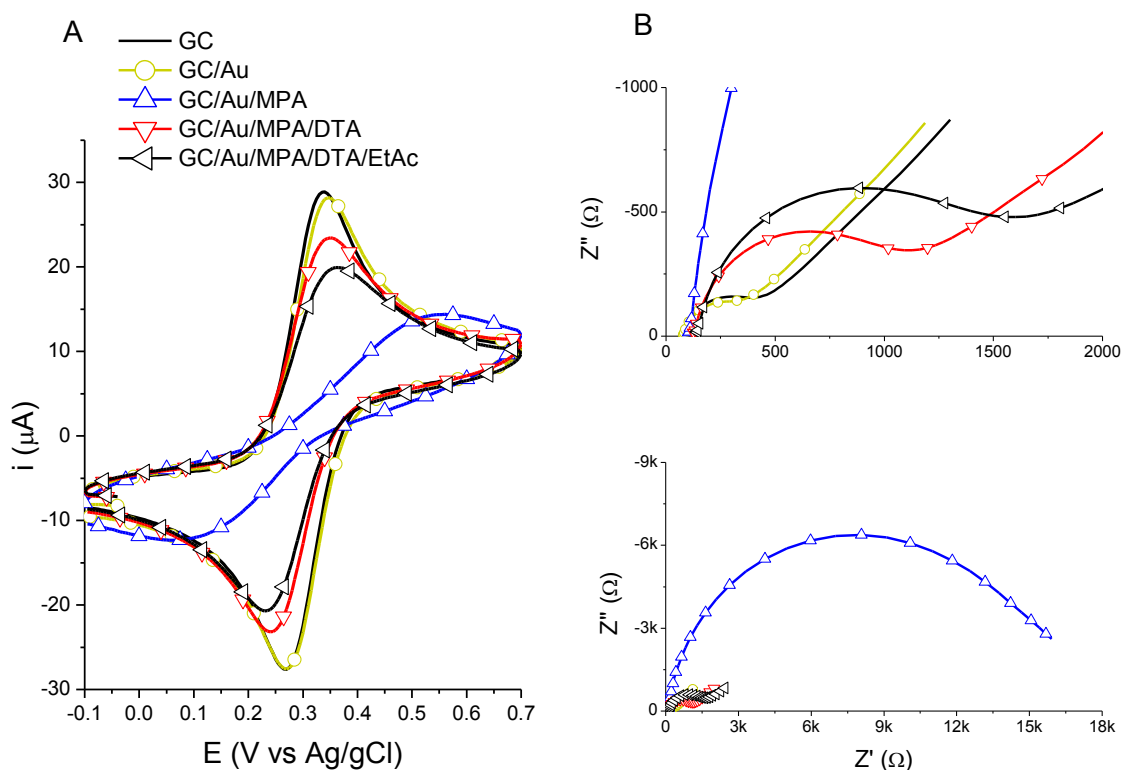 A
GC
GC/Au
GC/Au/MPA
GC/Au/MPA/DTA
GC/Au/MPA/DTA/EtAc
30
20
10
0
-10
-20
-30
i (μA)
-0.1 0.0 0.1 0.2 0.3 0.4 0.5 0.6 0.7
E (V vs Ag/gCl)
B
-1000
-500
0
Z'' (Ω)
0 500 1000 1500 2000
-9k
-6k
-3k
0
Z'' (Ω)
3k 6k 9k 12k 15k 18k
Z' (Ω)